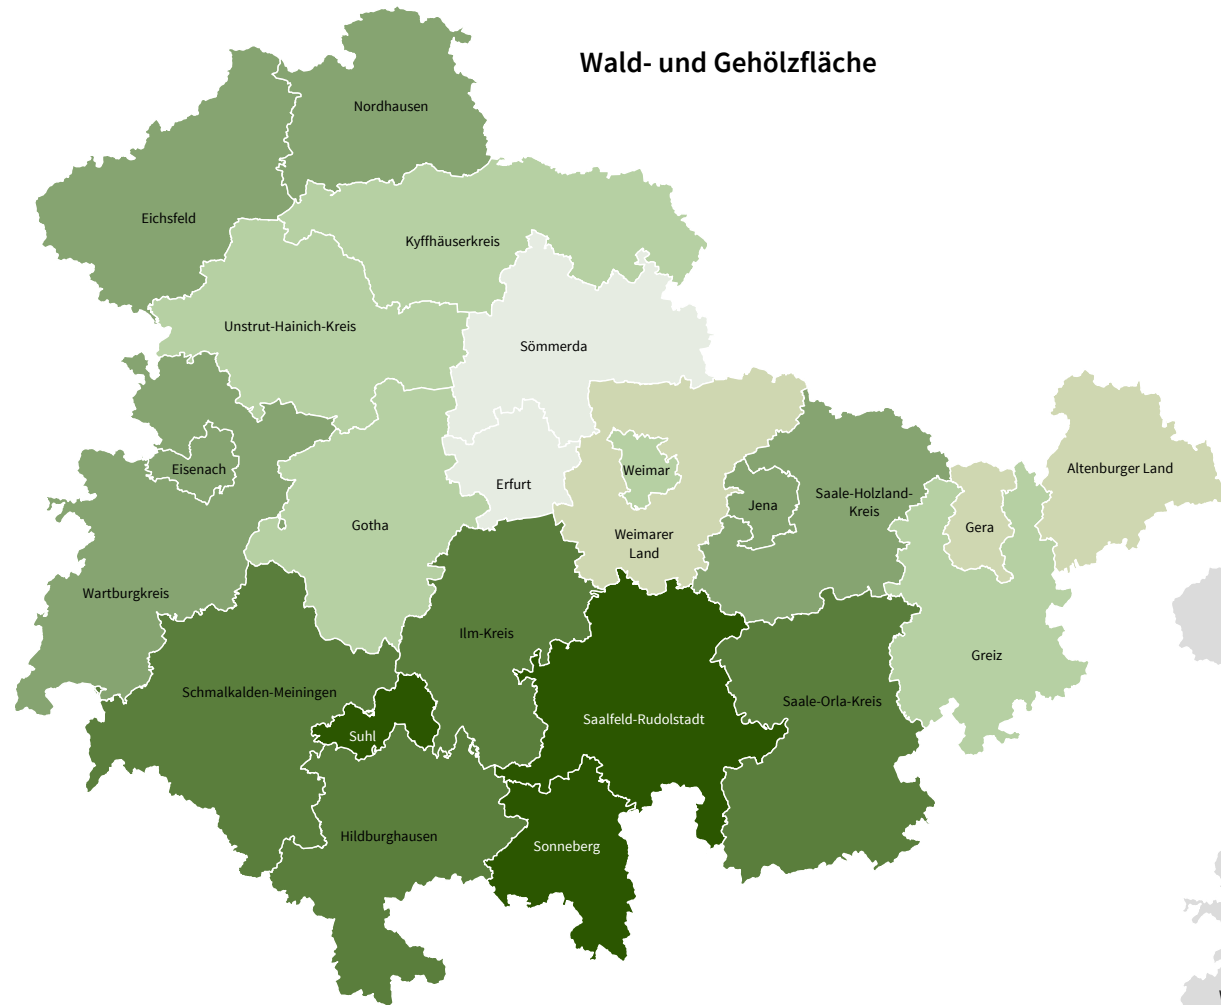 Wald- und Gehölzfläche
Nordhausen
Eichsfeld
Kyffhäuserkreis
Unstrut-Hainich-Kreis
Sömmerda
Eisenach
Erfurt
Weimar
Altenburger Land
Gotha
Jena
Saale-Holzland-
Kreis
Gera
Weimarer
Land
Wartburgkreis
Ilm-Kreis
Greiz
Schmalkalden-Meiningen
Saale-Orla-Kreis
Saalfeld-Rudolstadt
Suhl
Hildburghausen
Sonneberg